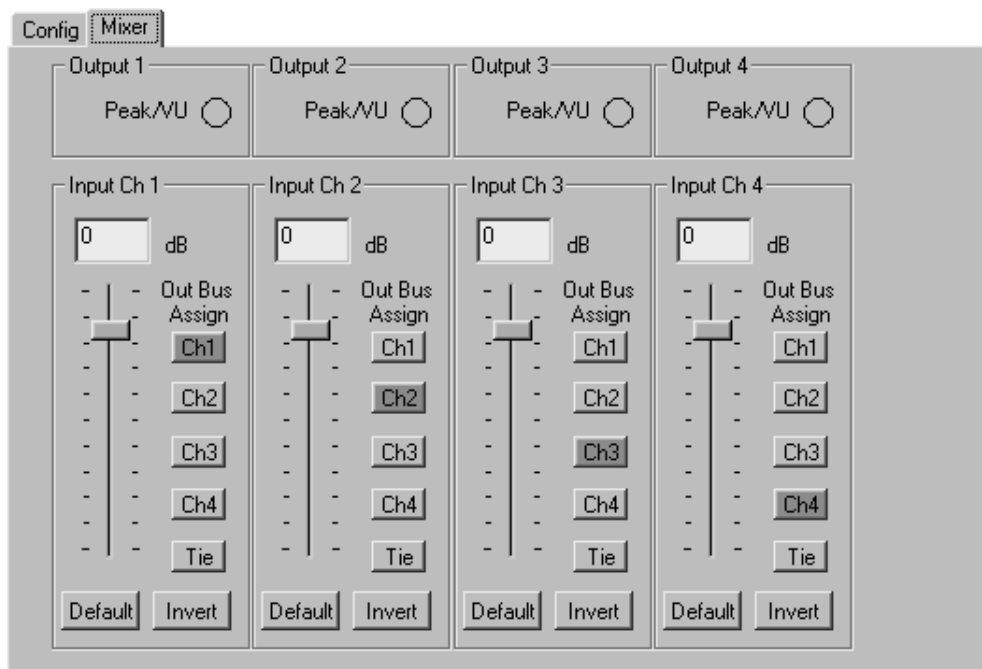 Config Mixer
Output 1 Output 2 Output 3 Output 4
Peak/VU Peak/VU Peak/VU Peak/VU
Input Ch 1 Input Ch 2 Input Ch 3 Input Ch 4
0 dB 0 dB 0 dB 0 dB
Out Bus Out Bus Out Bus Out Bus
Assign Assign Assign Assign
Ch1 Ch1 Ch1 Ch1
Ch2 Ch2 Ch2 Ch2
Ch3 Ch3 Ch3 Ch3
Ch4 Ch4 Ch4 Ch4
Tie Tie Tie Tie
Default Invert Default Invert Default Invert Default Invert